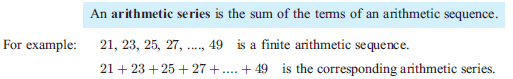 An arithmetic series is the sum of the terms of an arithmetic sequence.
For example: 21, 23, 25, 27, ...., 49 is a finite arithmetic sequence.
21 + 23 + 25 + 27 + .... + 49 is the corresponding arithmetic series.